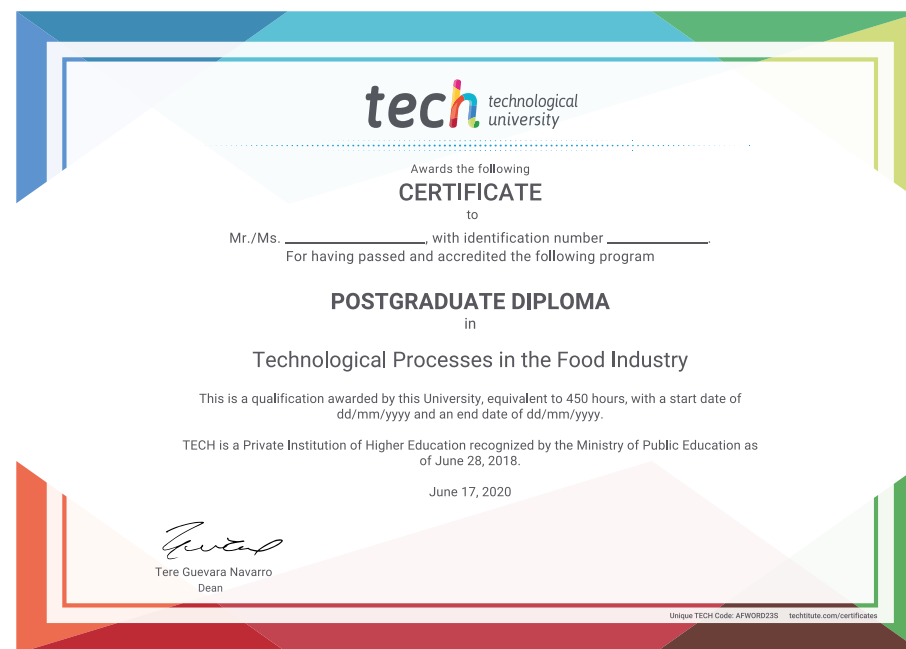 tech technological
university
Awards the following
CERTIFICATE
to
Mr./Ms. ____________________, with identification number ______________.
For having passed and accredited the following program
POSTGRADUATE DIPLOMA
in
Technological Processes in the Food Industry
This is a qualification awarded by this University, equivalent to 450 hours, with a start date of
dd/mm/yyyy and an end date of dd/mm/yyyy.
TECH is a Private Institution of Higher Education recognized by the Ministry of Public Education as
of June 28, 2018.
June 17, 2020
Tere Guevara Navarro
Dean
Unique TECH Code: AFWORD23S techtitute.com/certificates